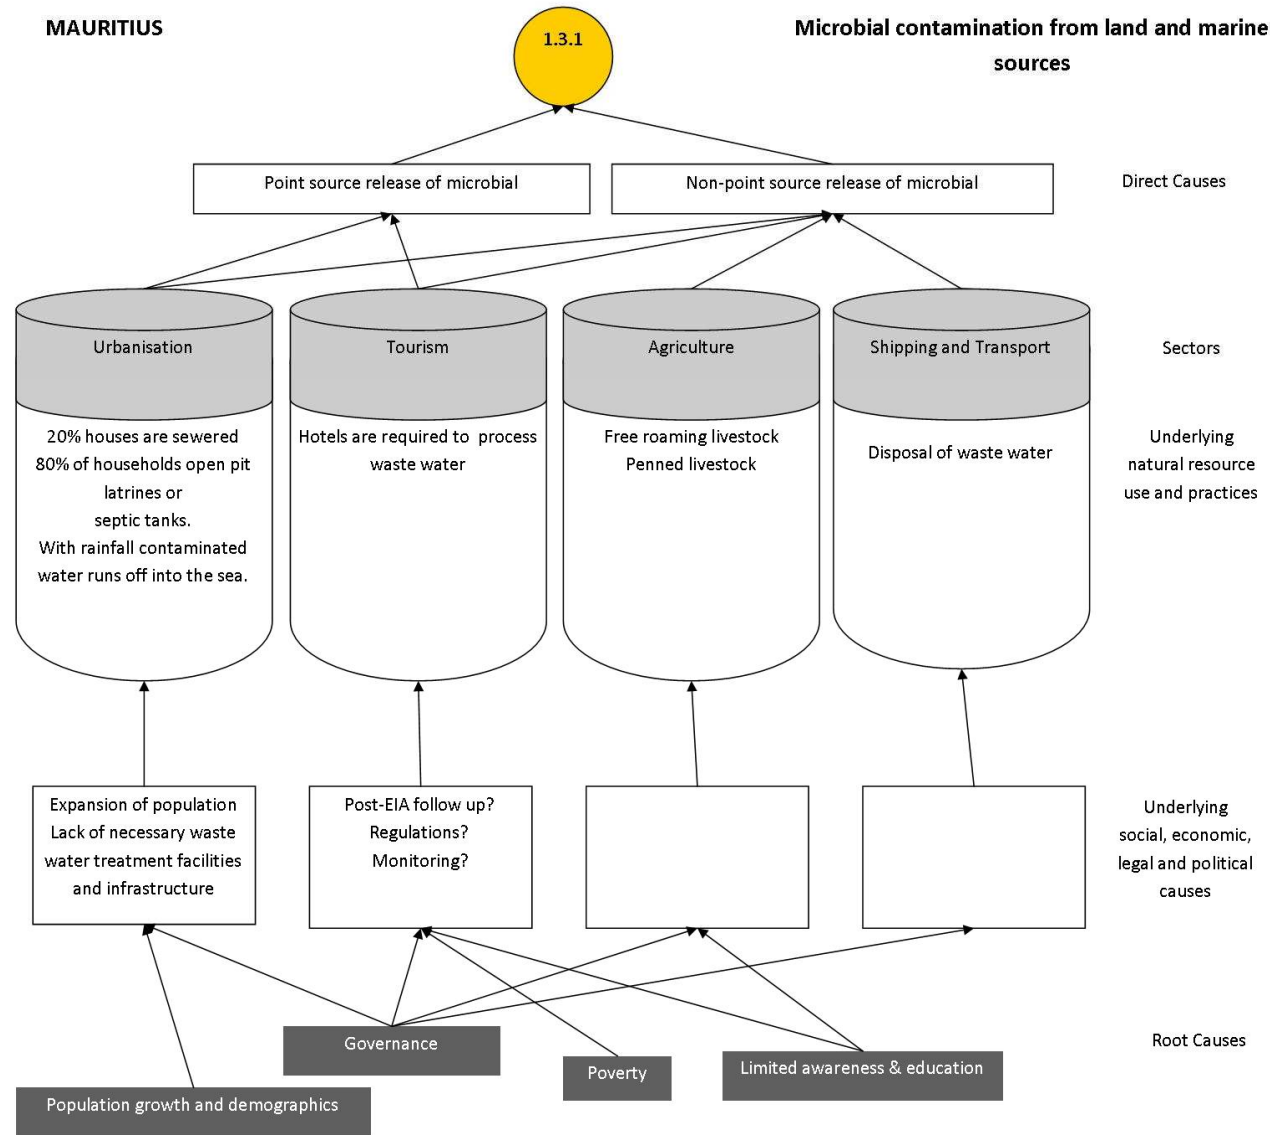 MAURITIUS
1.3.1
Microbial contamination from land and marine
sources
Point source release of microbial
Non-point source release of microbial
Direct Causes
Urbanisation
Tourism
Agriculture
Shipping and Transport
Sectors
20% houses are sewered
80% of households open pit
latrines or
septic tanks.
With rainfall contaminated
water runs off into the sea.
Hotels are required to process
waste water
Free roaming livestock
Penned livestock
Disposal of waste water
Underlying
natural resource
use and practices
Expansion of population
Lack of necessary waste
water treatment facilities
and infrastructure
Post-EIA follow up?
Regulations?
Monitoring?
Underlying
social, economic,
legal and political
causes
Governance
Poverty
Limited awareness & education
Root Causes
Population growth and demographics